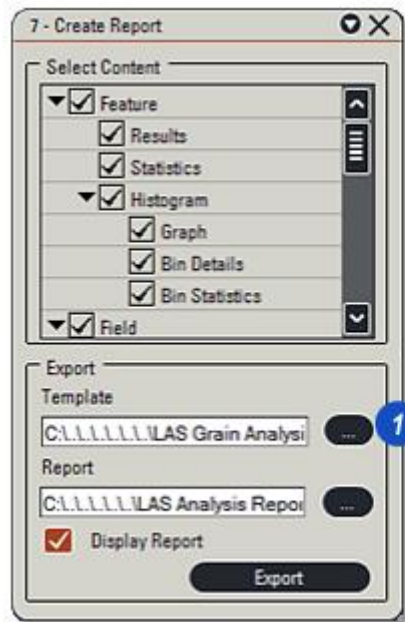 7 - Create Report
Select Content
Feature
Results
Statistics
Histogram
Graph
Bin Details
Bin Statistics
Field
Export
Template
C:\..\..\..\..\..\..\LAS Grain Analysi
...
1
Report
C:\..\..\..\..\..\LAS Analysis Repor
...
Display Report
Export